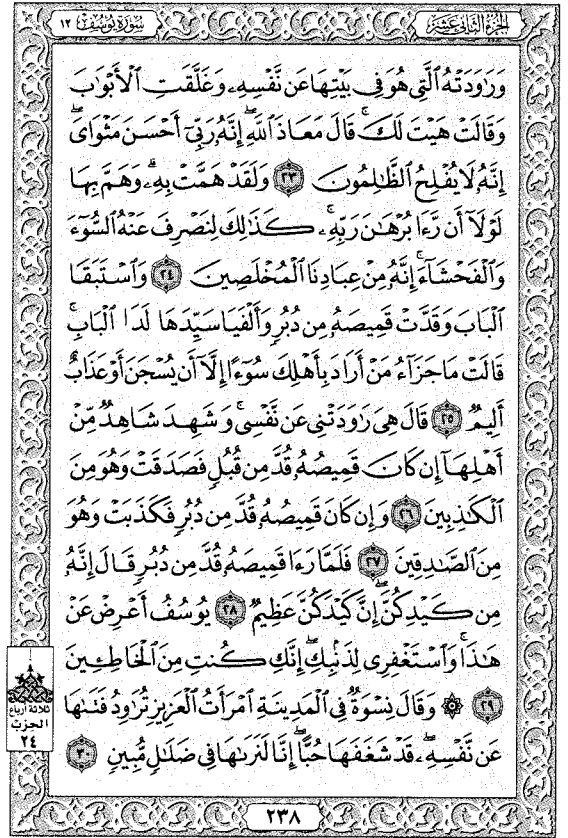 الجزء الثاني عشر
سورة يوسف ١٢
وَرَٰوَدَتْهُ ٱلَّتِى هُوَ فِى بَيْتِهَا عَن نَّفْسِهِۦ وَغَلَّقَتِ ٱلْأَبْوَٰبَ
وَقَالَتْ هَيْتَ لَكَ ۚ قَالَ مَعَاذَ ٱللَّهِ ۖ إِنَّهُۥ رَبِّىٓ أَحْسَنَ مَثْوَاىَ ۖ
إِنَّهُۥ لَا يُفْلِحُ ٱلظَّٰلِمُونَ ٢٣ وَلَقَدْ هَمَّتْ بِهِۦ ۖ وَهَمَّ بِهَا
لَوْلَآ أَن رَّءَا بُرْهَٰنَ رَبِّهِۦ ۚ كَذَٰلِكَ لِنَصْرِفَ عَنْهُ ٱلسُّوٓءَ
وَٱلْفَحْشَآءَ ۚ إِنَّهُۥ مِنْ عِبَادِنَا ٱلْمُخْلَصِينَ ٢٤ وَٱسْتَبَقَا
ٱلْبَابَ وَقَدَّتْ قَمِيصَهُۥ مِن دُبُرٍ وَأَلْفَيَا سَيِّدَهَا لَدَا ٱلْبَابِ ۚ
قَالَتْ مَا جَزَآءُ مَنْ أَرَادَ بِأَهْلِكَ سُوٓءًا إِلَّآ أَن يُسْجَنَ أَوْ عَذَابٌ
أَلِيمٌ ٢٥ قَالَ هِىَ رَٰوَدَتْنِى عَن نَّفْسِى ۚ وَشَهِدَ شَاهِدٌ مِّنْ
أَهْلِهَآ إِن كَانَ قَمِيصُهُۥ قُدَّ مِن قُبُلٍ فَصَدَقَتْ وَهُوَ مِنَ
ٱلْكَٰذِبِينَ ٢٦ وَإِن كَانَ قَمِيصُهُۥ قُدَّ مِن دُبُرٍ فَكَذَبَتْ وَهُوَ
مِنَ ٱلصَّٰدِقِينَ ٢٧ فَلَمَّا رَءَا قَمِيصَهُۥ قُدَّ مِن دُبُرٍ قَالَ إِنَّهُۥ
مِن كَيْدِكُنَّ ۖ إِنَّ كَيْدَكُنَّ عَظِيمٌ ٢٨ يُوسُفُ أَعْرِضْ عَنْ
هَٰذَا ۚ وَٱسْتَغْفِرِى لِذَنۢبِكِ ۖ إِنَّكِ كُنتِ مِنَ ٱلْخَاطِـِٔينَ
٢٩ ۞ وَقَالَ نِسْوَةٌ فِى ٱلْمَدِينَةِ ٱمْرَأَتُ ٱلْعَزِيزِ تُرَٰوِدُ فَتَىٰهَا
عَن نَّفْسِهِۦ ۖ قَدْ شَغَفَهَا حُبًّا ۖ إِنَّا لَنَرَىٰهَا فِى ضَلَٰلٍ مُّبِينٍ ٣٠
ثلاثة أرباع
الحزب
٢٤
٢٣٨